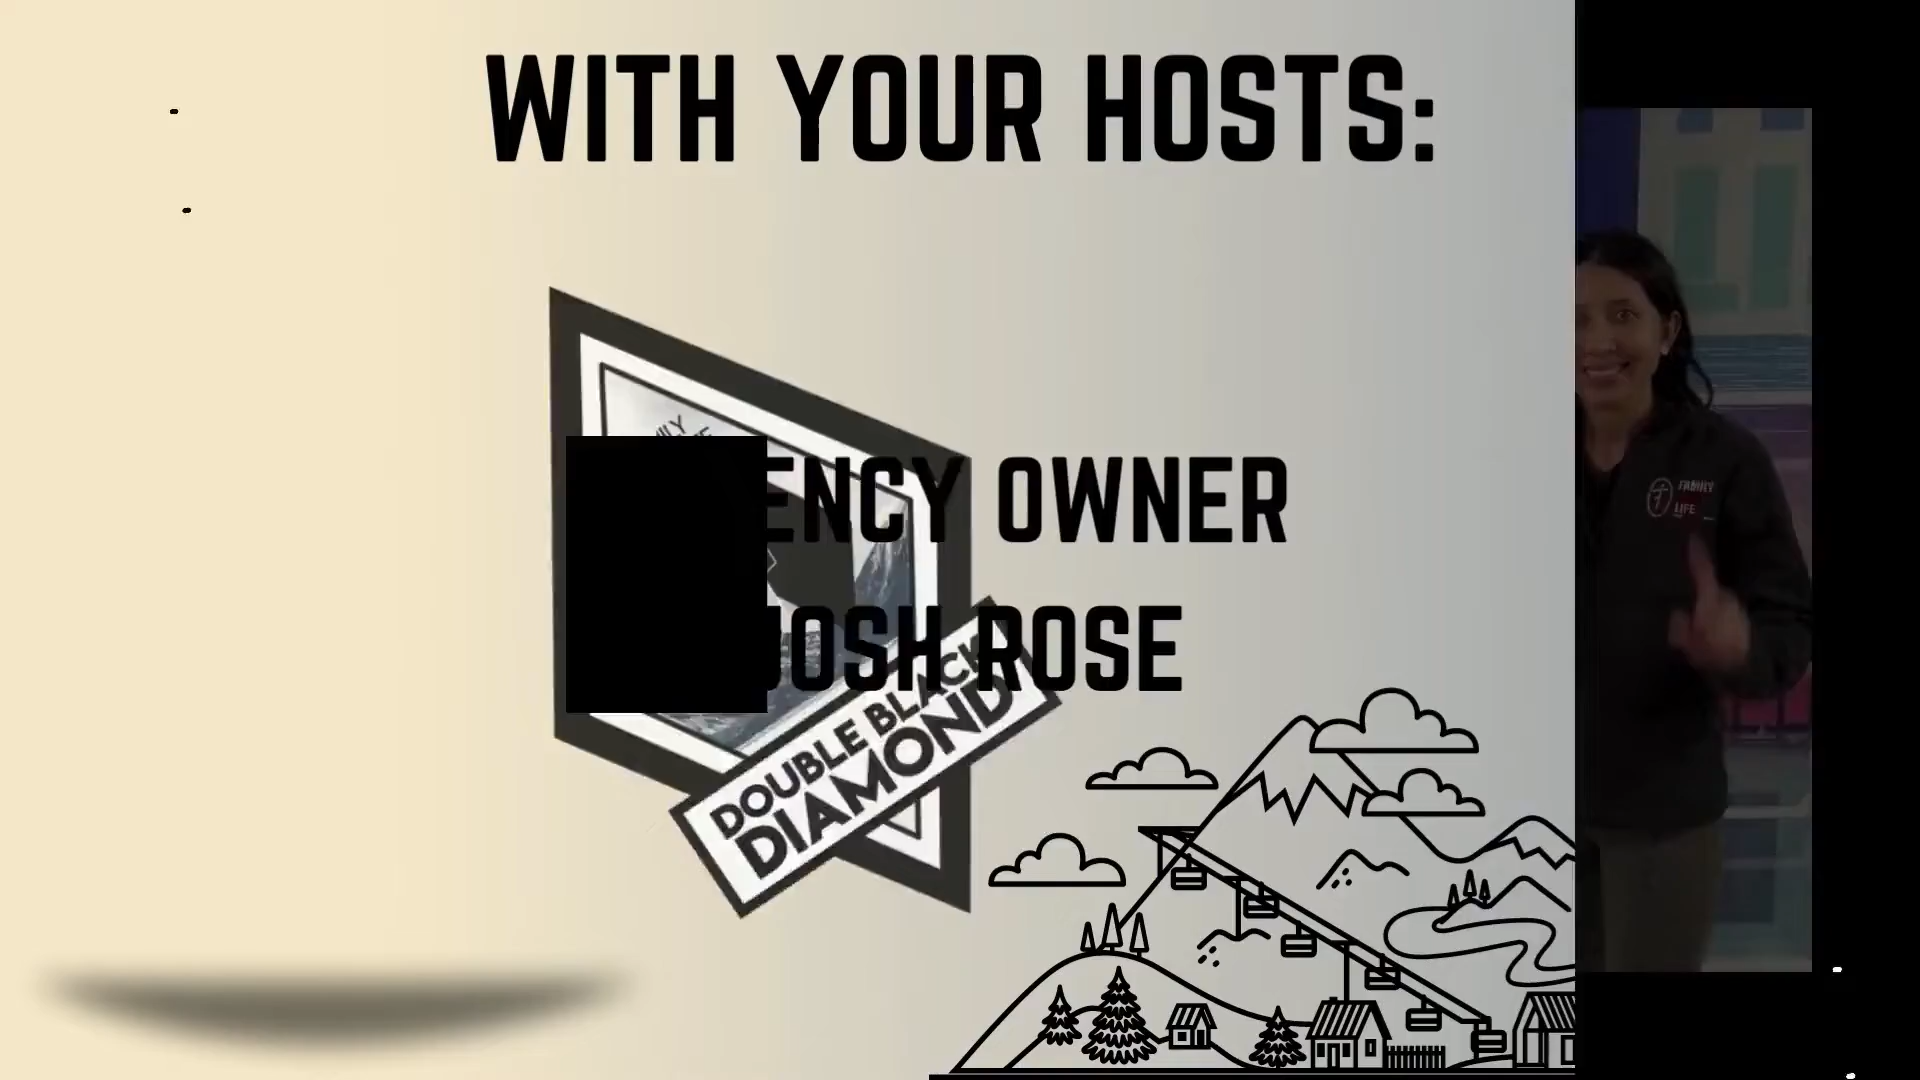 WITH YOUR HOSTS:
ENCY OWNER
JOSH ROSE
DOUBLE BLACK
DIAMOND
FAMILY
LIFE